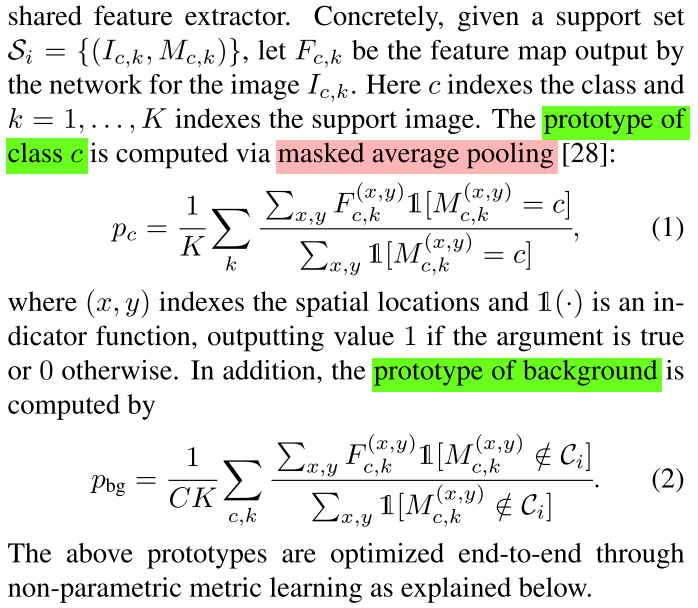 shared feature extractor. Concretely, given a support set
$\mathcal{S}_i = \{(I_{c,k}, M_{c,k})\}$, let $F_{c,k}$ be the feature map output by
the network for the image $I_{c,k}$. Here $c$ indexes the class and
$k = 1, \ldots, K$ indexes the support image. The prototype of
class $c$ is computed via masked average pooling [28]:
$p_c = \frac{1}{K} \sum_k \frac{\sum_{x,y} F_{c,k}^{(x,y)} \mathbb{1}[M_{c,k}^{(x,y)} = c]}{\sum_{x,y} \mathbb{1}[M_{c,k}^{(x,y)} = c]},$ (1)
where $(x, y)$ indexes the spatial locations and $\mathbb{1}(\cdot)$ is an in-
dicator function, outputting value 1 if the argument is true
or 0 otherwise. In addition, the prototype of background is
computed by
$p_{\text{bg}} = \frac{1}{CK} \sum_{c,k} \frac{\sum_{x,y} F_{c,k}^{(x,y)} \mathbb{1}[M_{c,k}^{(x,y)} \notin \mathcal{C}_i]}{\sum_{x,y} \mathbb{1}[M_{c,k}^{(x,y)} \notin \mathcal{C}_i]}.$ (2)
The above prototypes are optimized end-to-end through
non-parametric metric learning as explained below.